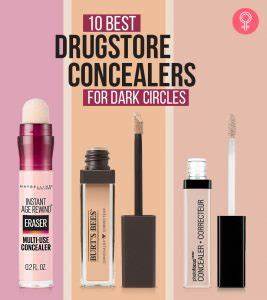 10 BEST
DRUGSTORE
CONCEALERS
FOR DARK CIRCLES
MAYBELLINE
INSTANT
AGE REWIND
ERASER
MULTI-USE CONCEALER
0.2 FL. OZ.
BURT'S BEES
CONCEALER • CORRECTEUR